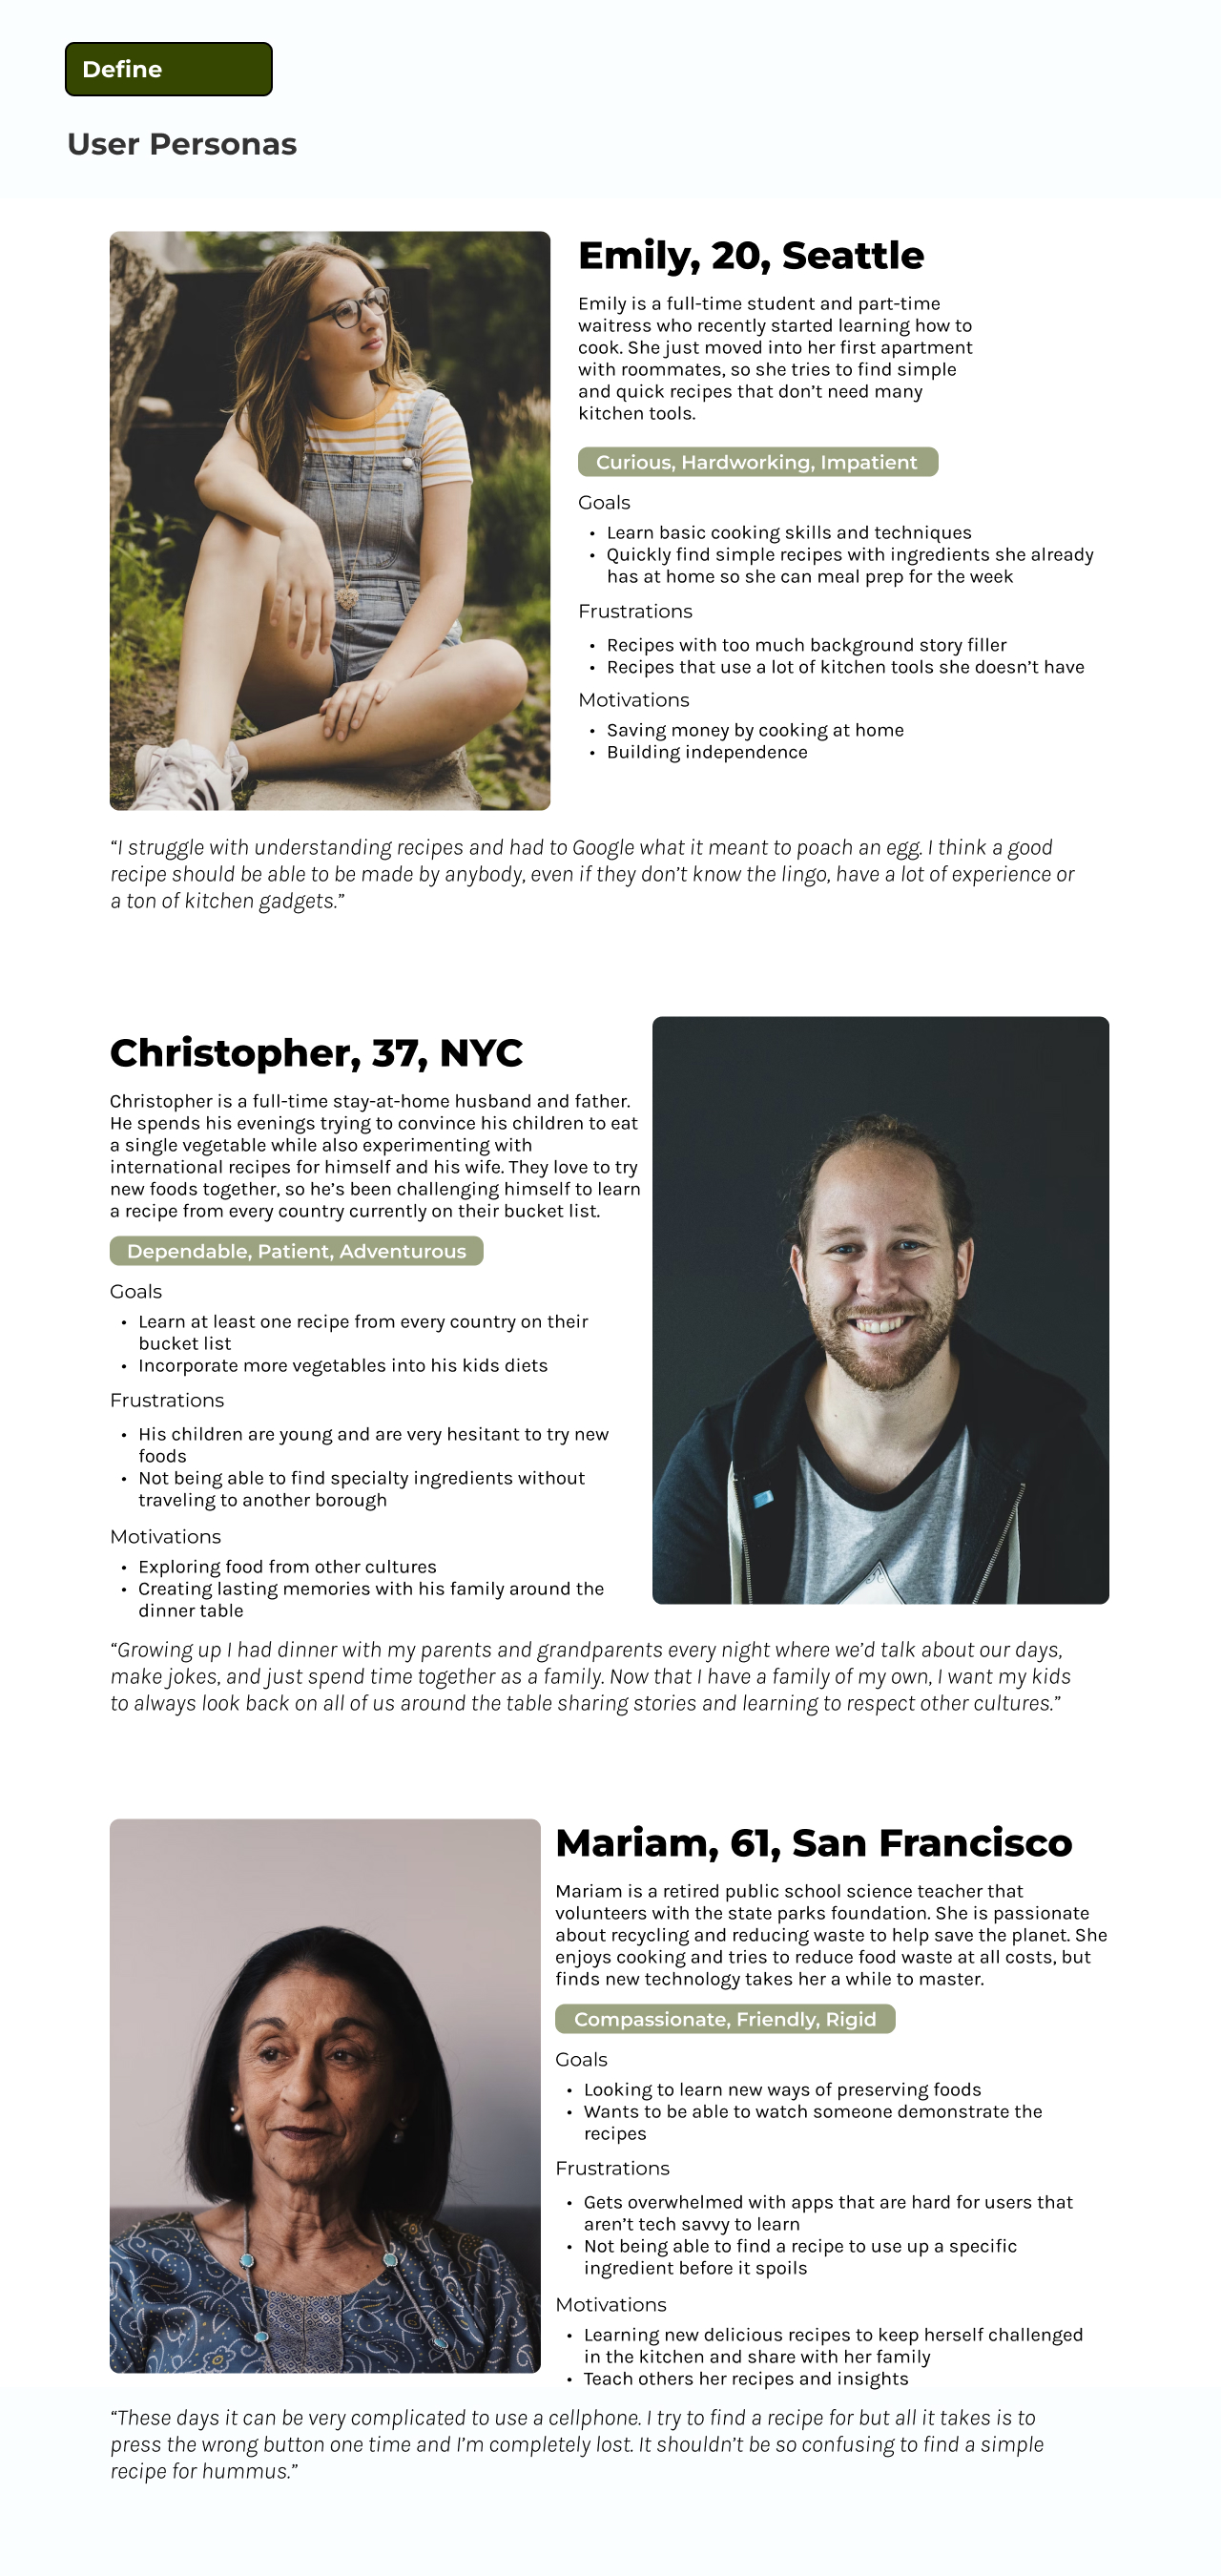 Define
User Personas
Emily, 20, Seattle
Emily is a full-time student and part-time
waitress who recently started learning how to
cook. She just moved into her first apartment
with roommates, so she tries to find simple
and quick recipes that don’t need many
kitchen tools.
Curious, Hardworking, Impatient
Goals
• Learn basic cooking skills and techniques
• Quickly find simple recipes with ingredients she already
has at home so she can meal prep for the week
Frustrations
• Recipes with too much background story filler
• Recipes that use a lot of kitchen tools she doesn’t have
Motivations
• Saving money by cooking at home
• Building independence
“I struggle with understanding recipes and had to Google what it meant to poach an egg. I think a good
recipe should be able to be made by anybody, even if they don’t know the lingo, have a lot of experience or
a ton of kitchen gadgets.”
Christopher, 37, NYC
Christopher is a full-time stay-at-home husband and father.
He spends his evenings trying to convince his children to eat
a single vegetable while also experimenting with
international recipes for himself and his wife. They love to try
new foods together, so he’s been challenging himself to learn
a recipe from every country currently on their bucket list.
Dependable, Patient, Adventurous
Goals
• Learn at least one recipe from every country on their
bucket list
• Incorporate more vegetables into his kids diets
Frustrations
• His children are young and are very hesitant to try new
foods
• Not being able to find specialty ingredients without
traveling to another borough
Motivations
• Exploring food from other cultures
• Creating lasting memories with his family around the
dinner table
“Growing up I had dinner with my parents and grandparents every night where we’d talk about our days,
make jokes, and just spend time together as a family. Now that I have a family of my own, I want my kids
to always look back on all of us around the table sharing stories and learning to respect other cultures.”
Mariam, 61, San Francisco
Mariam is a retired public school science teacher that
volunteers with the state parks foundation. She is passionate
about recycling and reducing waste to help save the planet. She
enjoys cooking and tries to reduce food waste at all costs, but
finds new technology takes her a while to master.
Compassionate, Friendly, Rigid
Goals
• Looking to learn new ways of preserving foods
• Wants to be able to watch someone demonstrate the
recipes
Frustrations
• Gets overwhelmed with apps that are hard for users that
aren’t tech savvy to learn
• Not being able to find a recipe to use up a specific
ingredient before it spoils
Motivations
• Learning new delicious recipes to keep herself challenged
in the kitchen and share with her family
• Teach others her recipes and insights
“These days it can be very complicated to use a cellphone. I try to find a recipe for but all it takes is to
press the wrong button one time and I’m completely lost. It shouldn’t be so confusing to find a simple
recipe for hummus.”